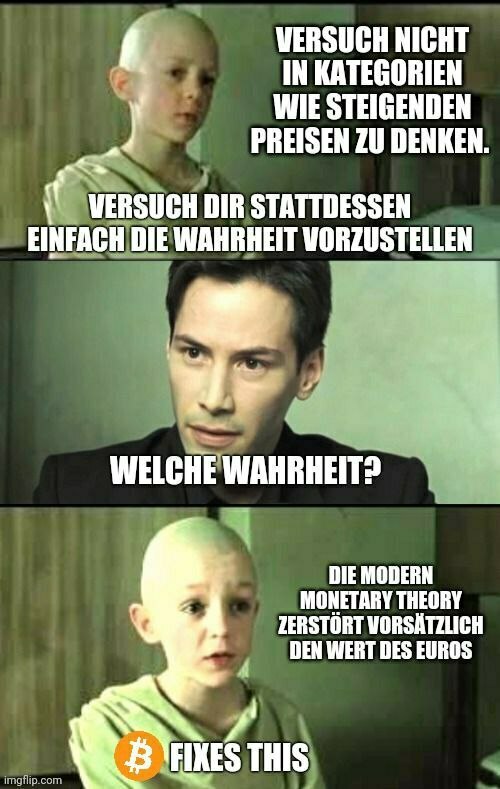 VERSUCH NICHT
IN KATEGORIEN
WIE STEIGENDEN
PREISEN ZU DENKEN.
VERSUCH DIR STATTDESSEN
EINFACH DIE WAHRHEIT VORZUSTELLEN
WELCHE WAHRHEIT?
DIE MODERN
MONETARY THEORY
ZERSTÖRT VORSÄTZLICH
DEN WERT DES EUROS
FIXES THIS
imgflip.com